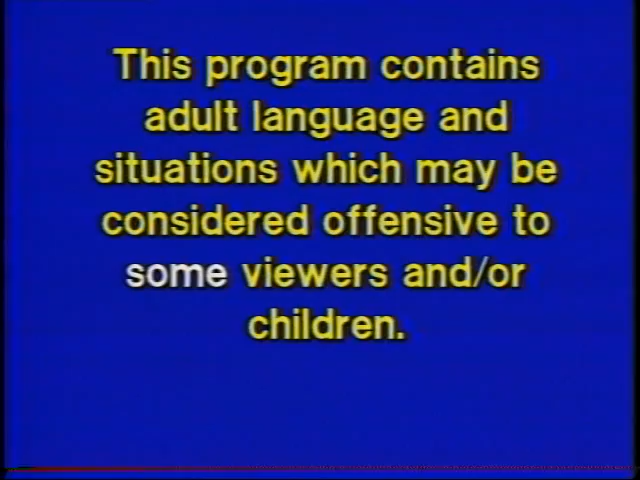 This program contains
adult language and
situations which may be
considered offensive to
some viewers and/or
children.